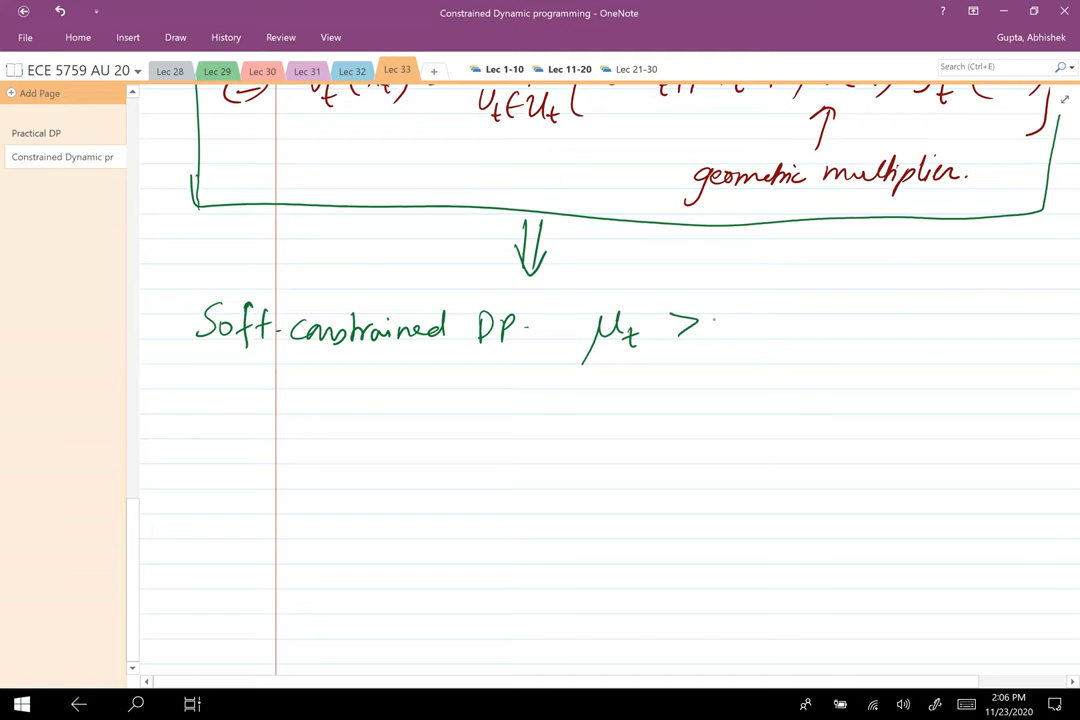 Constrained Dynamic programming - OneNote
File Home Insert Draw History Review View
Gupta, Abhishek
ECE 5759 AU 20
Lec 28 Lec 29 Lec 30 Lec 31 Lec 32 Lec 33 Lec 1-10 Lec 11-20 Lec 21-30
Search (Ctrl+E)
Add Page
Practical DP
Constrained Dynamic pr
u_t ∈ U_t
geometric multiplier.
Soft-constrained DP. μ_t >
2:06 PM
11/23/2020